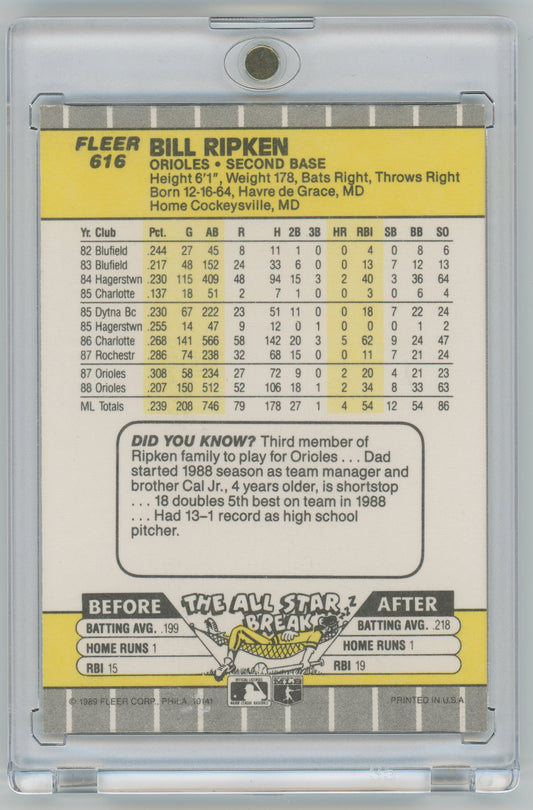 FLEER
616
BILL RIPKEN
ORIOLES • SECOND BASE
Height 6'1", Weight 178, Bats Right, Throws Right
Born 12-16-64, Havre de Grace, MD
Home Cockeysville, MD
Yr. Club Pct. G AB R H 2B 3B HR RBI SB BB SO
82 Blufield .244 27 45 8 11 1 0 0 4 0 8 6
83 Blufield .217 48 152 24 33 6 0 0 13 7 12 13
84 Hagerstwn .230 115 409 48 94 15 3 2 40 3 36 64
85 Charlotte .137 18 51 2 7 1 0 0 3 0 6 4
85 Dytna Bc .230 67 222 23 51 11 0 0 18 7 22 24
85 Hagerstwn .255 14 47 9 12 0 1 0 0 0 1 2
86 Charlotte .268 141 566 58 142 20 3 5 62 9 24 47
87 Rochestr .286 74 238 32 68 15 0 0 11 7 21 24
87 Orioles .308 58 234 27 72 9 0 2 20 4 21 23
88 Orioles .207 150 512 52 106 18 1 2 34 8 33 63
ML Totals .239 208 746 79 178 27 1 4 54 12 54 86
DID YOU KNOW? Third member of
Ripken family to play for Orioles . . . Dad
started 1988 season as team manager and
brother Cal Jr., 4 years older, is shortstop
. . . 18 doubles 5th best on team in 1988
. . . Had 13–1 record as high school
pitcher.
BEFORE
THE ALL STAR
BREAK
zzZ
AFTER
BATTING AVG. .199
HOME RUNS 1
RBI 15
BATTING AVG. .218
HOME RUNS 1
RBI 19
OFFICIAL LICENSEE
MAJOR LEAGUE BASEBALL
MLB
© 1989 FLEER CORP., PHILA. 19141
PRINTED IN U.S.A.